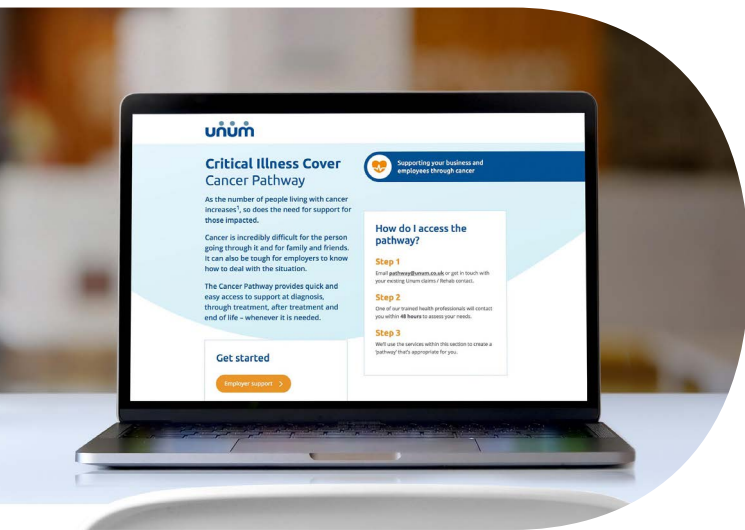 unum
Critical Illness Cover
Cancer Pathway
As the number of people living with cancer
increases¹, so does the need for support for
those impacted.
Cancer is incredibly difficult for the person
going through it and for family and friends.
It can also be tough for employers to know
how to deal with the situation.
The Cancer Pathway provides quick and
easy access to support at diagnosis,
through treatment, after treatment and
end of life – whenever it is needed.
Get started
Employer support
Supporting your business and
employees through cancer
How do I access the
pathway?
Step 1
Email pathway@unum.co.uk or get in touch with
your existing Unum claims / Rehab contact.
Step 2
One of our trained health professionals will contact
you within 48 hours to assess your needs.
Step 3
We'll use the services within this section to create a
'pathway' that's appropriate for you.